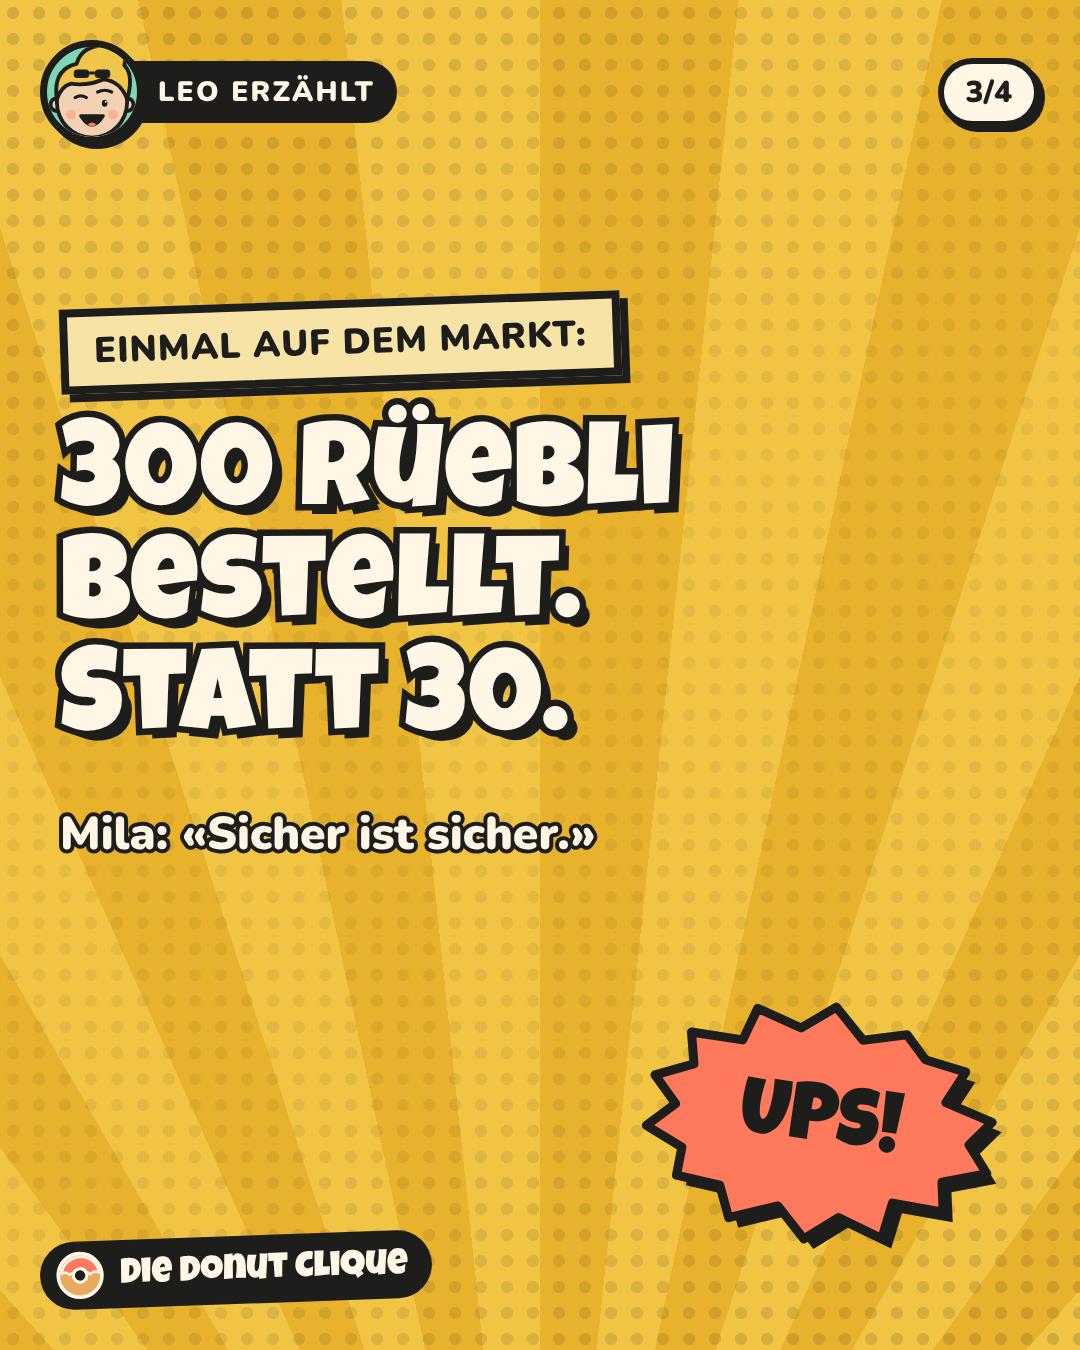 LEO ERZÄHLT
3/4
EINMAL AUF DEM MARKT:
300 RÜEBLI
BESTELLT.
STATT 30.
Mila: «Sicher ist sicher.»
UPS!
DIE DONUT CLIQUE